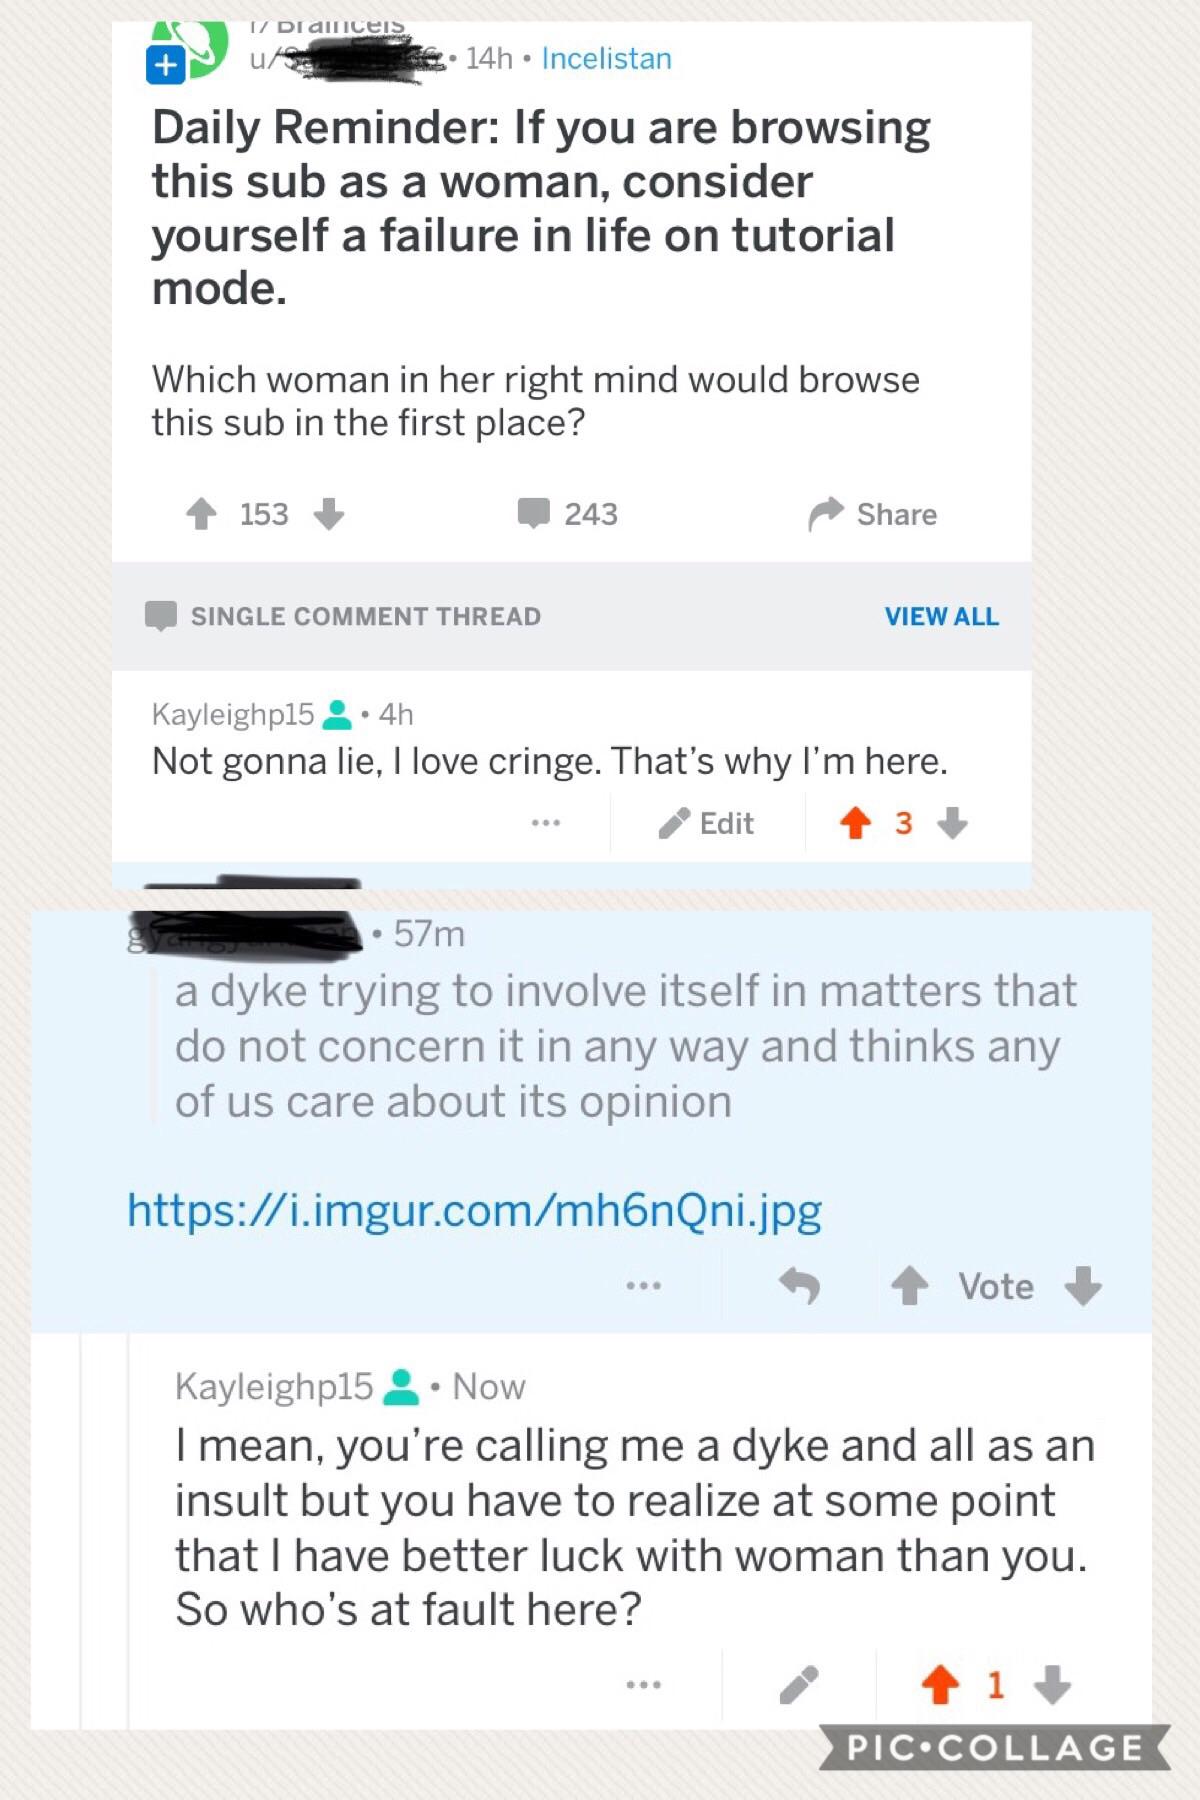 r/Braincels
• 14h • Incelistan
Daily Reminder: If you are browsing
this sub as a woman, consider
yourself a failure in life on tutorial
mode.
Which woman in her right mind would browse
this sub in the first place?
153
243
Share
SINGLE COMMENT THREAD
VIEW ALL
Kayleighp15 • 4h
Not gonna lie, I love cringe. That's why I'm here.
... Edit 3
• 57m
a dyke trying to involve itself in matters that
do not concern it in any way and thinks any
of us care about its opinion
https://i.imgur.com/mh6nQni.jpg
... Vote
Kayleighp15 • Now
I mean, you're calling me a dyke and all as an
insult but you have to realize at some point
that I have better luck with woman than you.
So who's at fault here?
... 1
PIC•COLLAGE